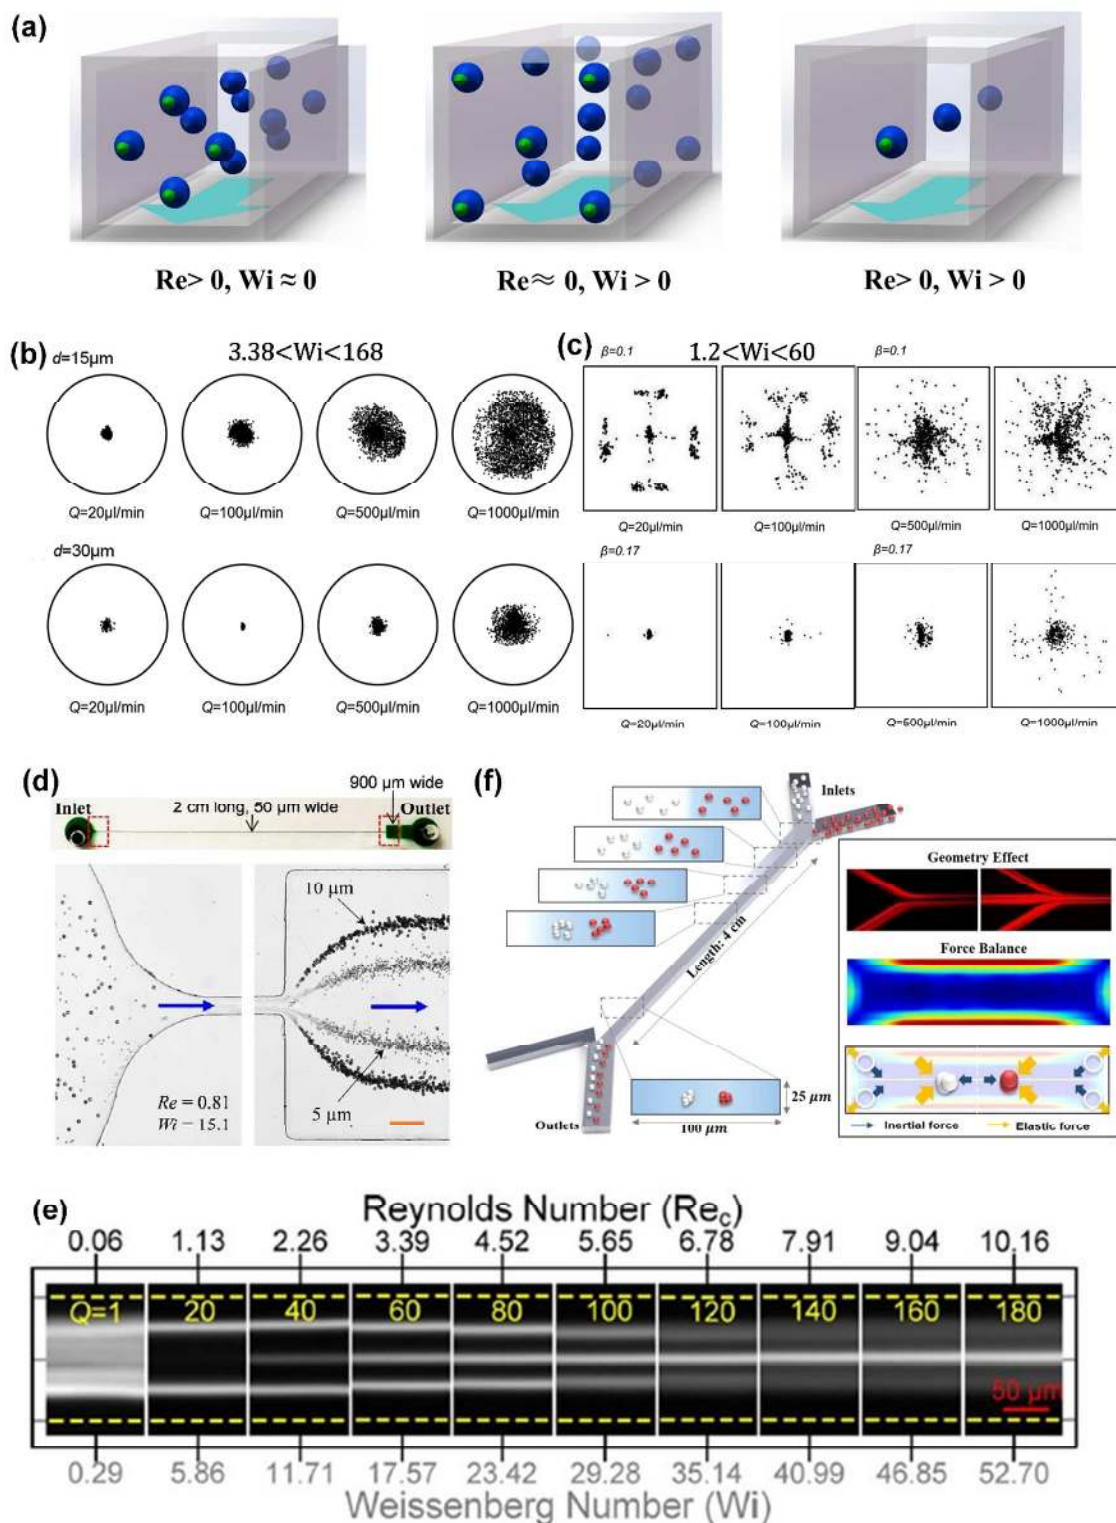 (a)
Re> 0, Wi ≈ 0
Re≈ 0, Wi > 0
Re> 0, Wi > 0
(b)
d=15μm
3.38<Wi<168
Q=20μl/min
Q=100μl/min
Q=500μl/min
Q=1000μl/min
d=30μm
Q=20μl/min
Q=100μl/min
Q=500μl/min
Q=1000μl/min
(c)
β=0.1
1.2<Wi<60
β=0.1
Q=20μl/min
Q=100μl/min
Q=500μl/min
Q=1000μl/min
β=0.17
β=0.17
Q=20μl/min
Q=100μl/min
Q=500μl/min
Q=1000μl/min
(d)
900 μm wide
Inlet
2 cm long, 50 μm wide
Outlet
10 μm
5 μm
Re = 0.81
Wi = 15.1
(f)
Inlets
Length: 4 cm
Outlets
25 μm
100 μm
Geometry Effect
Force Balance
Inertial force
Elastic force
(e)
Reynolds Number (Rec)
0.06 1.13 2.26 3.39 4.52 5.65 6.78 7.91 9.04 10.16
Q=1 20 40 60 80 100 120 140 160 180
50 μm
0.29 5.86 11.71 17.57 23.42 29.28 35.14 40.99 46.85 52.70
Weissenberg Number (Wi)